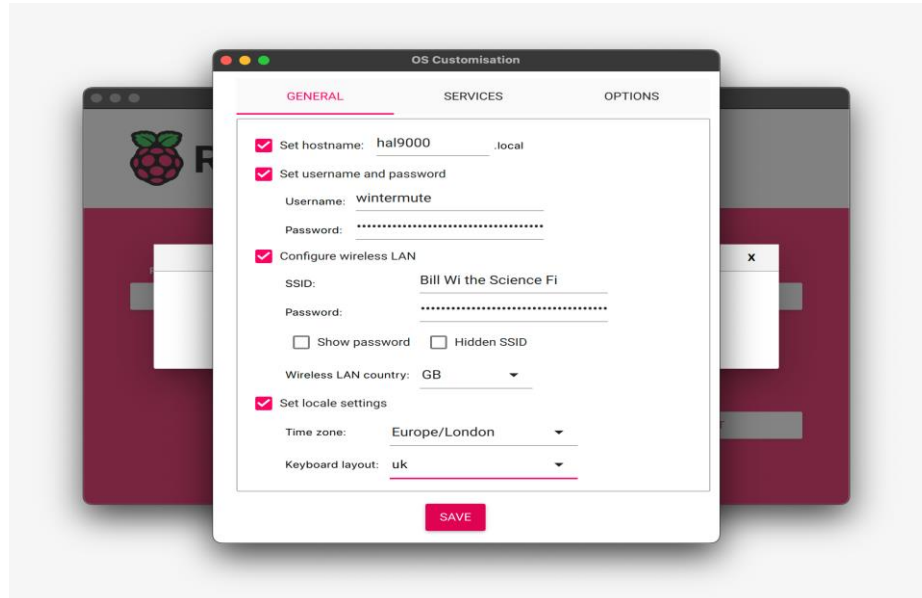 OS Customisation
GENERAL SERVICES OPTIONS
Set hostname: hal9000 .local
Set username and password
Username: wintermute
Password: •••••••••••••••••••••••••••••••••••••
Configure wireless LAN
SSID: Bill Wi the Science Fi
Password: •••••••••••••••••••••••••••••••••••••
Show password Hidden SSID
Wireless LAN country: GB
Set locale settings
Time zone: Europe/London
Keyboard layout: uk
SAVE
R
X